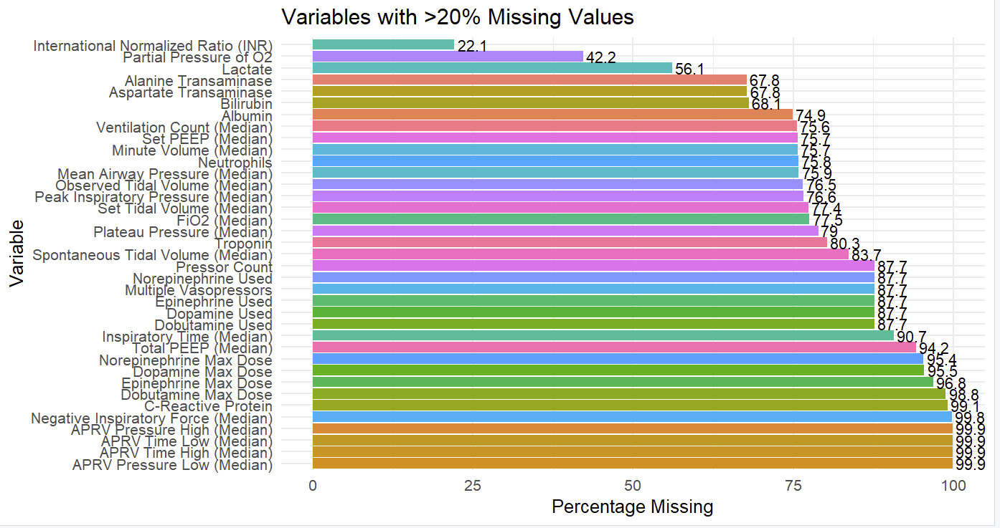 Variables with >20% Missing Values
Variable
International Normalized Ratio (INR) 22.1
Partial Pressure of O2 42.2
Lactate 56.1
Alanine Transaminase 67.8
Aspartate Transaminase 67.8
Bilirubin 68.1
Albumin 74.9
Ventilation Count (Median) 75.6
Set PEEP (Median) 75.7
Minute Volume (Median) 75.7
Neutrophils 75.8
Mean Airway Pressure (Median) 75.9
Observed Tidal Volume (Median) 76.5
Peak Inspiratory Pressure (Median) 76.6
Set Tidal Volume (Median) 77.4
FiO2 (Median) 77.5
Plateau Pressure (Median) 79
Troponin 80.3
Spontaneous Tidal Volume (Median) 83.7
Pressor Count 87.7
Norepinephrine Used 87.7
Multiple Vasopressors 87.7
Epinephrine Used 87.7
Dopamine Used 87.7
Dobutamine Used 87.7
Inspiratory Time (Median) 90.7
Total PEEP (Median) 94.2
Norepinephrine Max Dose 95.4
Dopamine Max Dose 95.5
Epinephrine Max Dose 96.8
Dobutamine Max Dose 98.8
C-Reactive Protein 99.1
Negative Inspiratory Force (Median) 99.8
APRV Pressure High (Median) 99.9
APRV Time Low (Median) 99.9
APRV Time High (Median) 99.9
APRV Pressure Low (Median) 99.9
0 25 50 75 100
Percentage Missing